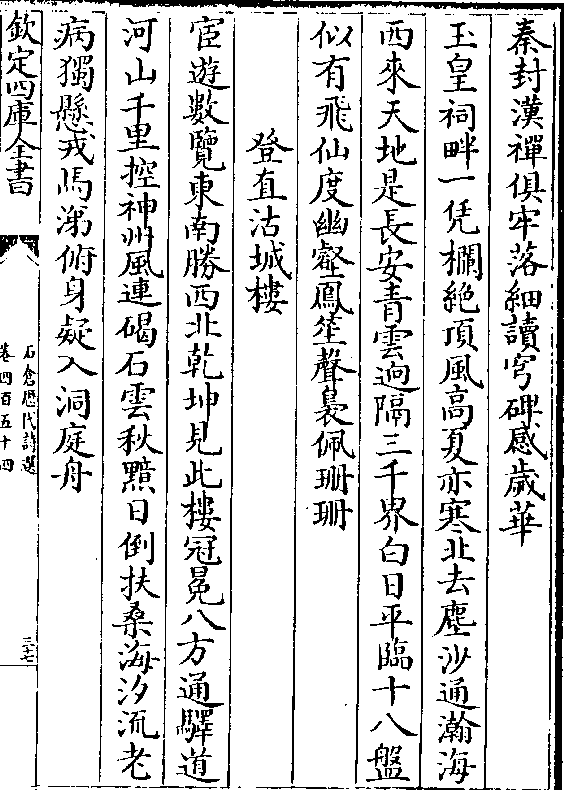 秦封漢禪俱牢落細讀穹碑感歲華
玉皇祠畔一凭欄絶頂風高夏亦寒北去塵沙通瀚海
西來天地是長安青雲逈隔三千界白日平臨十八盤
似有飛仙度幽壑鳳笙聲裊佩珊珊
登直沽城樓
宦遊數覽東南勝西北乾坤見此樓冠冕八方通驛道
河山千里控神州風連碣石雲秋黯日倒扶桑海汐流老
病獨懸戎馬涕俯身疑入洞庭舟
欽定四庫全書
石倉歴代詩選
卷四百五十四
三十七